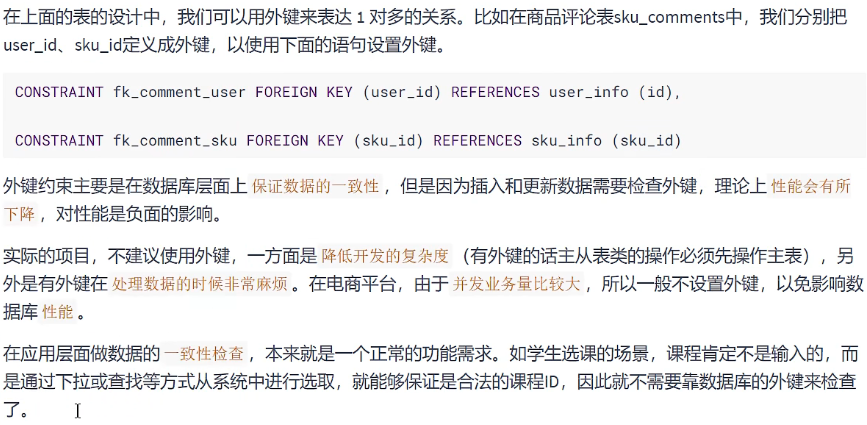 在上面的表的设计中，我们可以用外键来表达 1 对多的关系。比如在商品评论表sku_comments中，我们分别把
user_id、sku_id定义成外键，以使用下面的语句设置外键。
CONSTRAINT fk_comment_user FOREIGN KEY (user_id) REFERENCES user_info (id),
CONSTRAINT fk_comment_sku FOREIGN KEY (sku_id) REFERENCES sku_info (sku_id)
外键约束主要是在数据库层面上 保证数据的一致性 ，但是因为插入和更新数据需要检查外键，理论上 性能会有所
下降 ，对性能是负面的影响。
实际的项目，不建议使用外键，一方面是 降低开发的复杂度 （有外键的话主从表类的操作必须先操作主表），另
外是有外键在 处理数据的时候非常麻烦 。在电商平台，由于 并发业务量比较大 ，所以一般不设置外键，以免影响数
据库 性能 。
在应用层面做数据的 一致性检查 ，本来就是一个正常的功能需求。如学生选课的场景，课程肯定不是输入的，而
是通过下拉或查找等方式从系统中进行选取，就能够保证是合法的课程ID，因此就不需要靠数据库的外键来检查
了。